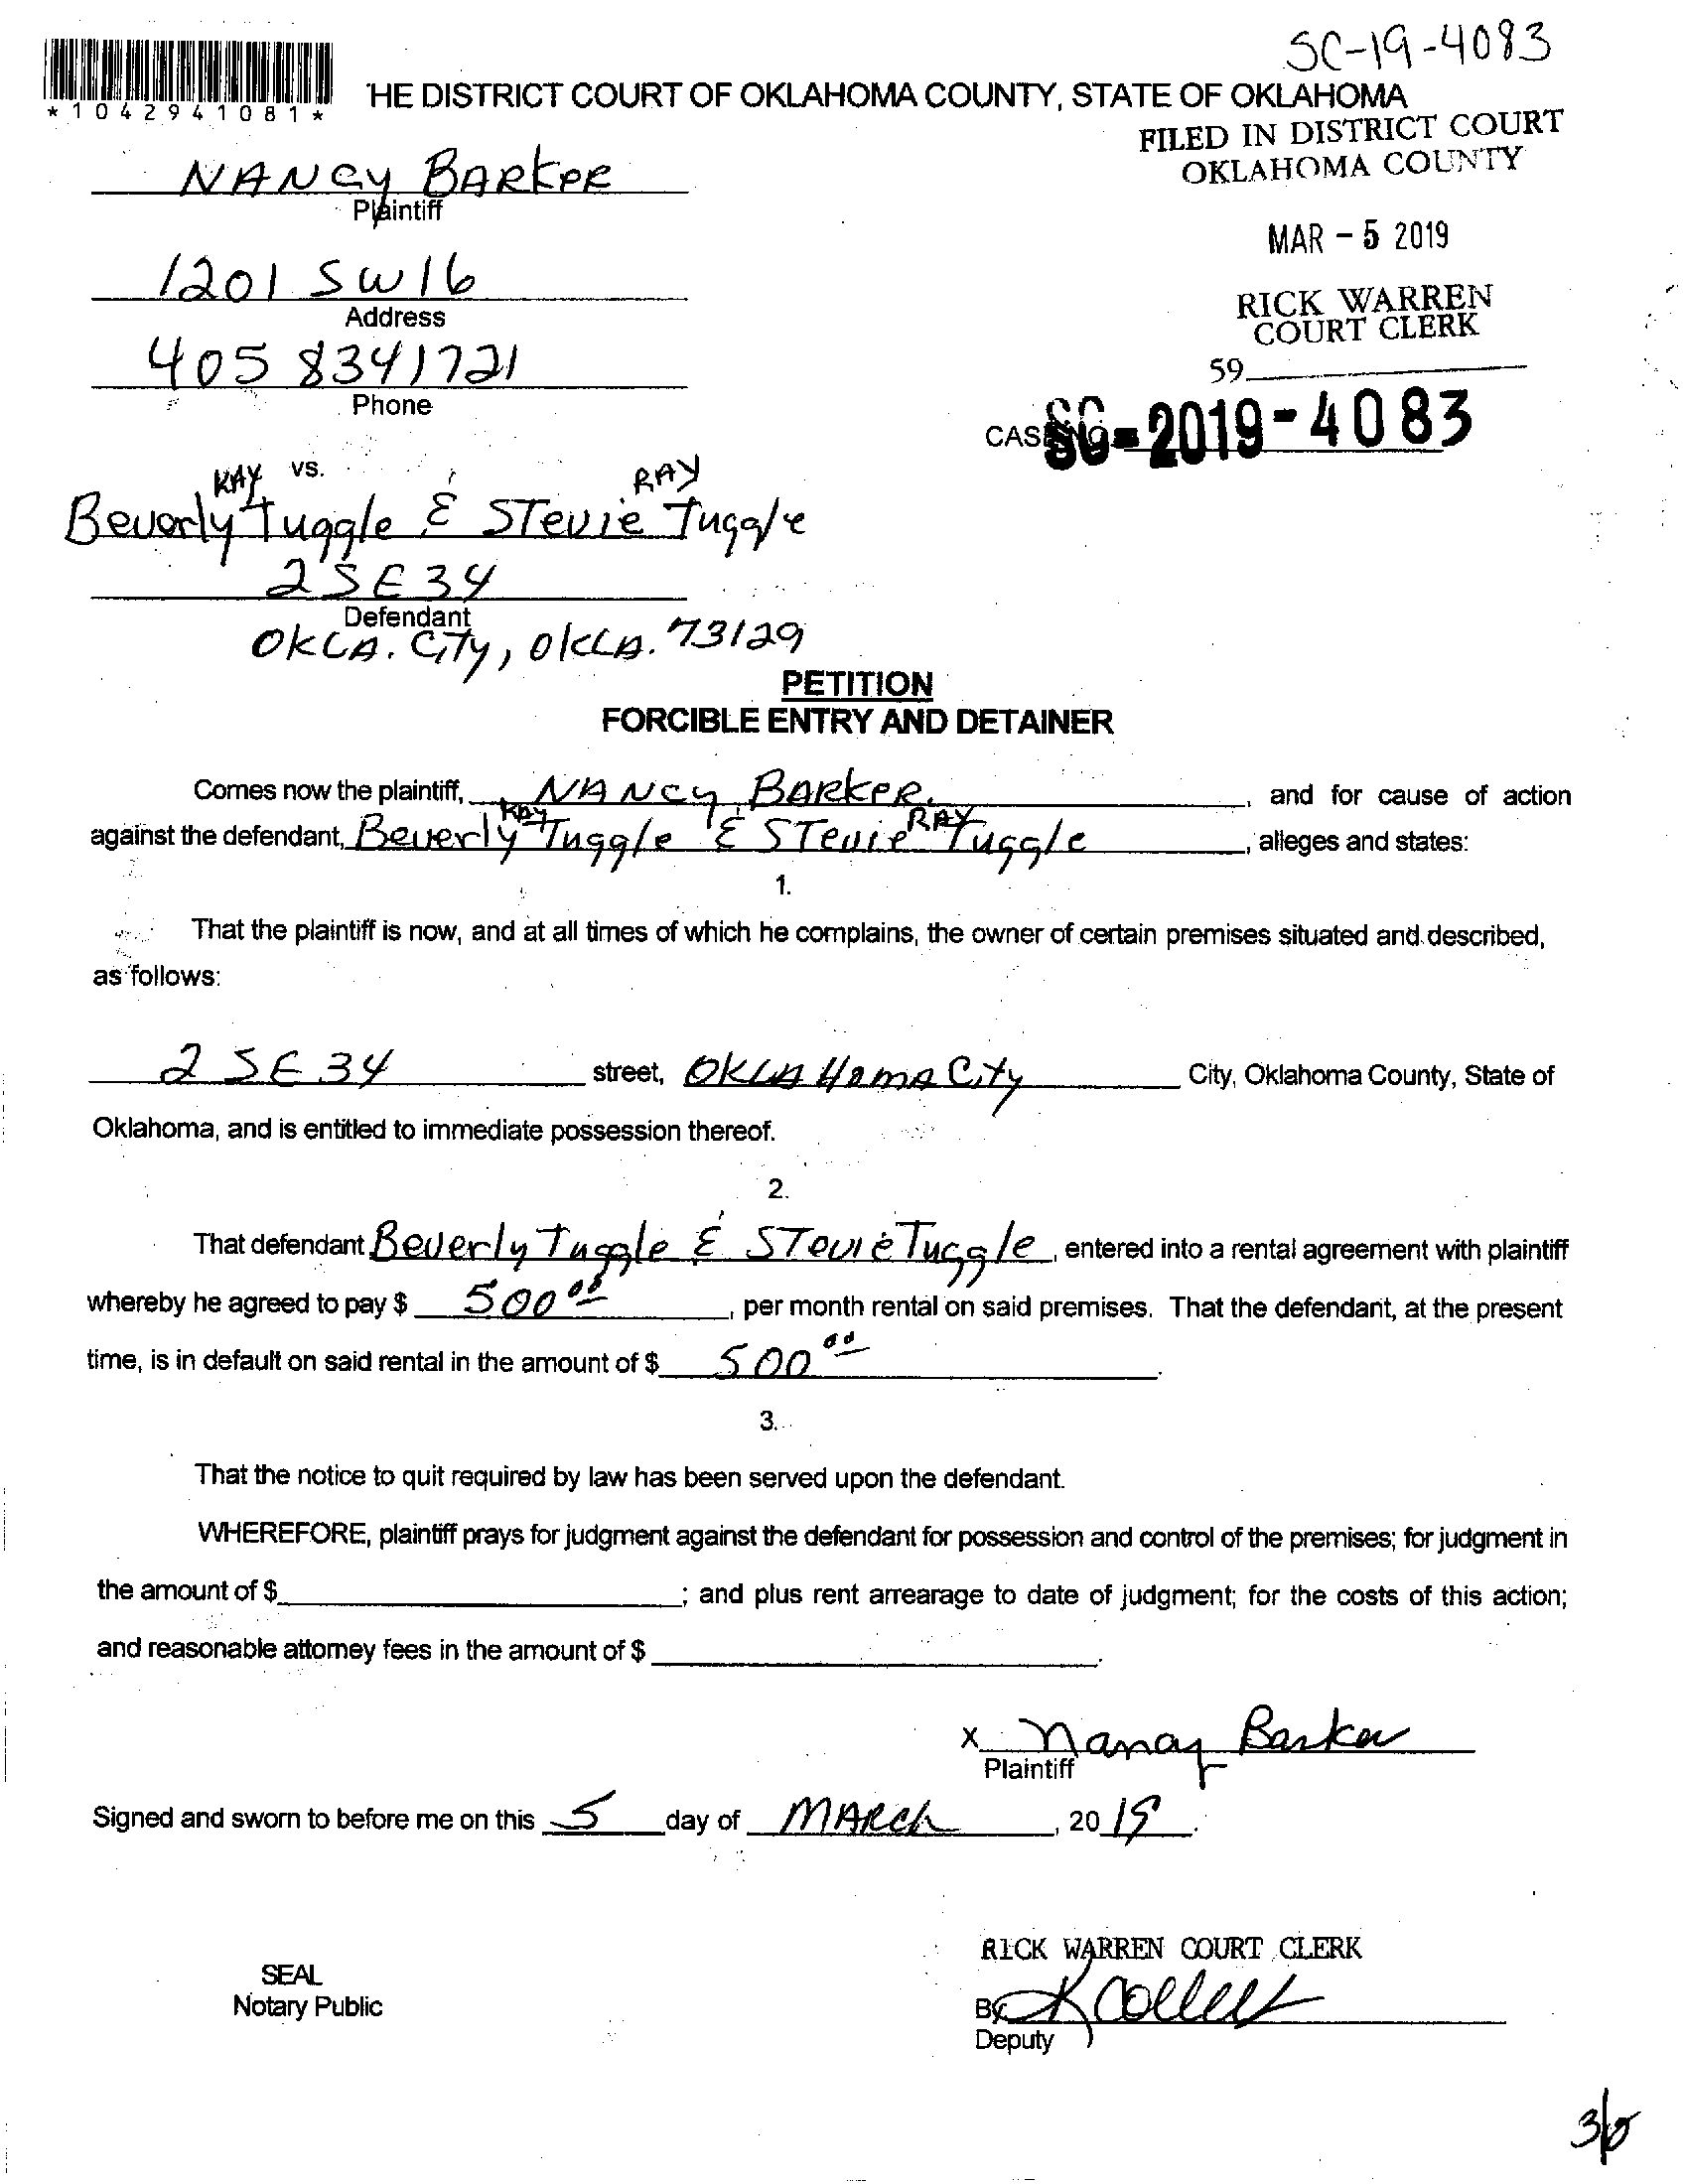 SC-19-4083
*1042941081*
HE DISTRICT COURT OF OKLAHOMA COUNTY, STATE OF OKLAHOMA
FILED IN DISTRICT COURT
OKLAHOMA COUNTY
NANCY BARKER
Plaintiff
MAR - 5 2019
1201 SW 16
Address
RICK WARREN
COURT CLERK
405 8341721
Phone
59
CASE NO. SC-2019-4083
vs.
KAY RAY
Beverly Tuggle & STevie Tuggle
2 SE 34
Defendant
OKLA. CiTy, OKLA. 73129
PETITION
FORCIBLE ENTRY AND DETAINER
Comes now the plaintiff, NANCY BARKER, and for cause of action
KAY RAY
against the defendant, Beverly Tuggle & STevie Tuggle, alleges and states:
1.
That the plaintiff is now, and at all times of which he complains, the owner of certain premises situated and described,
as follows:
2 SE 34 street, OKLAHOMA City City, Oklahoma County, State of
Oklahoma, and is entitled to immediate possession thereof.
2.
That defendant Beverly Tuggle & STevie Tuggle, entered into a rental agreement with plaintiff
whereby he agreed to pay $ 500 00, per month rental on said premises. That the defendant, at the present
time, is in default on said rental in the amount of $ 500 00.
3.
That the notice to quit required by law has been served upon the defendant.
WHEREFORE, plaintiff prays for judgment against the defendant for possession and control of the premises; for judgment in
the amount of $ ; and plus rent arrearage to date of judgment; for the costs of this action;
and reasonable attorney fees in the amount of $ .
X Nancy Barker
Plaintiff
Signed and sworn to before me on this 5 day of MARch, 2019.
RICK WARREN COURT CLERK
SEAL
Notary Public
By K Collett
Deputy